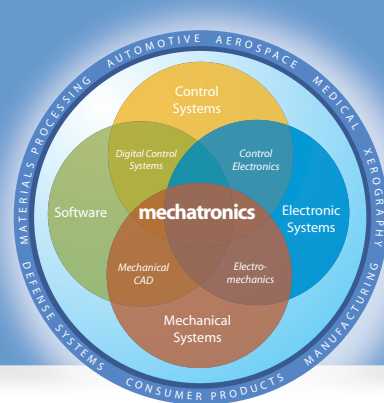 MATERIALS PROCESSING AUTOMOTIVE AEROSPACE MEDICAL XEROGRAPHY
Control
Systems
Digital Control
Systems
Control
Electronics
Software
mechatronics
Electronic
Systems
Mechanical
CAD
Electro-
mechanics
Mechanical
Systems
DEFENSE SYSTEMS CONSUMER PRODUCTS MANUFACTURING